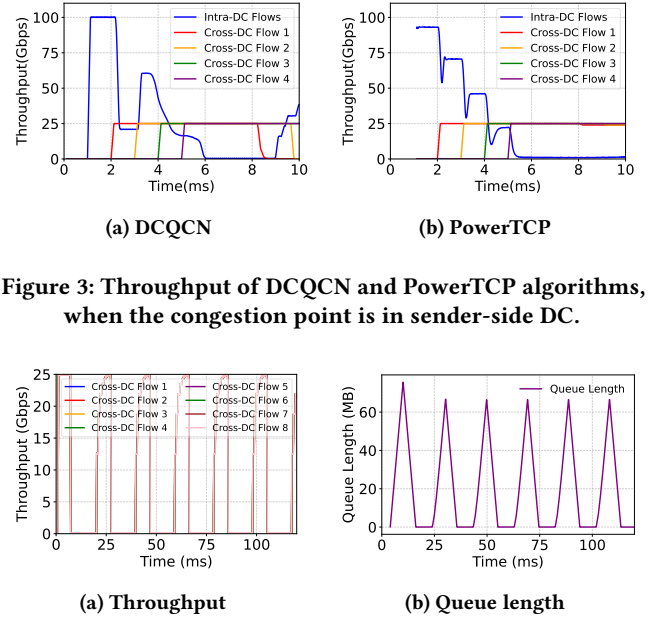 Throughput(Gbps)
100
75
50
25
0
Intra-DC Flows
Cross-DC Flow 1
Cross-DC Flow 2
Cross-DC Flow 3
Cross-DC Flow 4
0 2 4 6 8 10
Time(ms)
(a) DCQCN
Throughput(Gbps)
100
75
50
25
0
Intra-DC Flows
Cross-DC Flow 1
Cross-DC Flow 2
Cross-DC Flow 3
Cross-DC Flow 4
0 2 4 6 8 10
Time(ms)
(b) PowerTCP
Figure 3: Throughput of DCQCN and PowerTCP algorithms,
when the congestion point is in sender-side DC.
Throughput (Gbps)
25
20
15
10
5
0
Cross-DC Flow 1 Cross-DC Flow 5
Cross-DC Flow 2 Cross-DC Flow 6
Cross-DC Flow 3 Cross-DC Flow 7
Cross-DC Flow 4 Cross-DC Flow 8
0 25 50 75 100
Time (ms)
(a) Throughput
Queue Length (MB)
60
40
20
0
Queue Length
0 25 50 75 100
Time (ms)
(b) Queue length